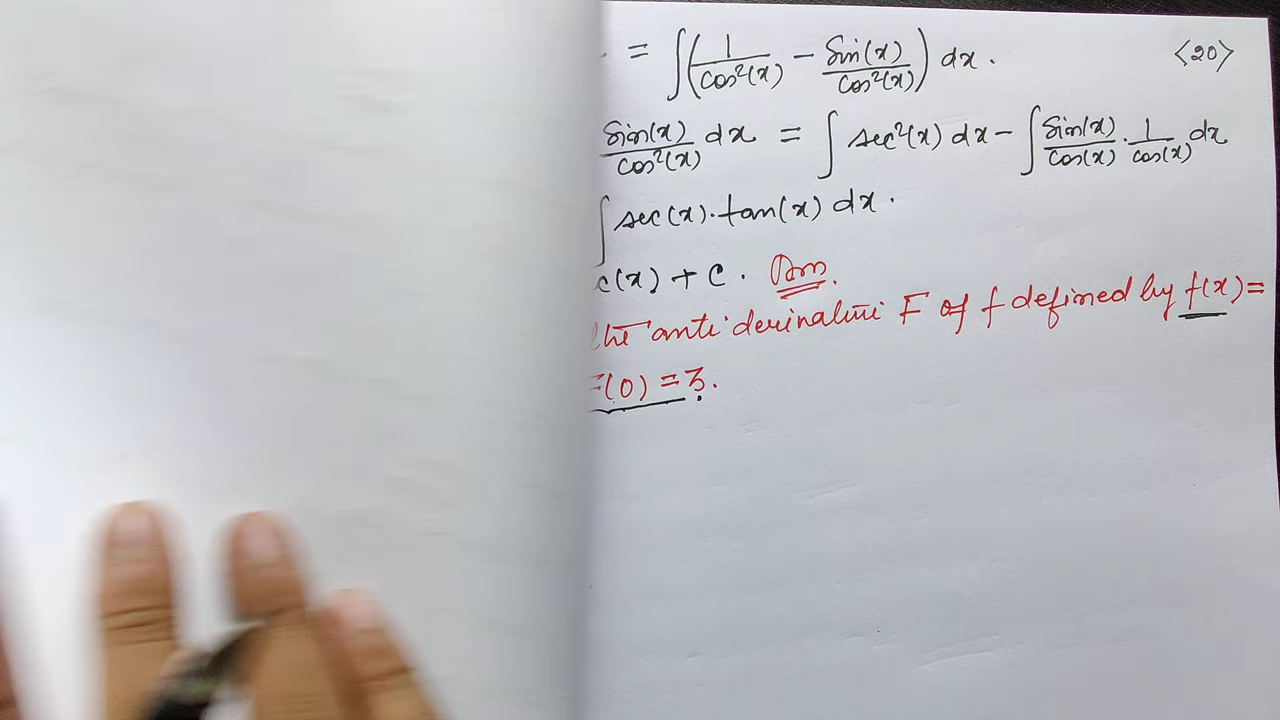 = ∫(1/cos²(x) − Sin(x)/cos²(x)) dx. <20>
Sin(x)/cos²(x) dx = ∫ sec²(x) dx − ∫ Sin(x)/cos(x) · 1/cos(x) dx
∫ sec(x).tan(x) dx.
c(x) + c. Ans.
the anti derivative F of f defined by f(x) =
F(0) = 3.